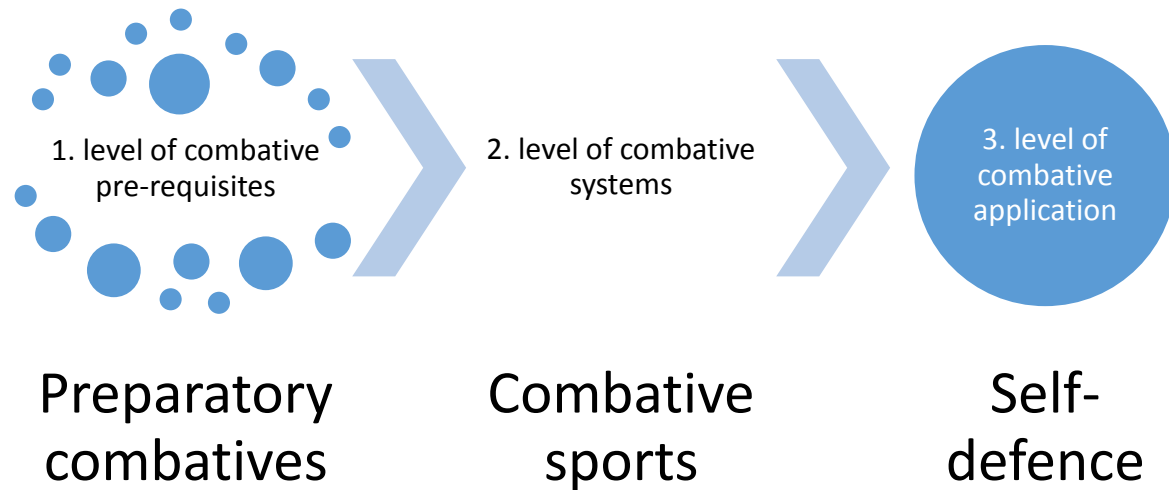 1. level of combative
pre-requisites
2. level of combative
systems
3. level of
combative
application
Preparatory
combatives
Combative
sports
Self-
defence